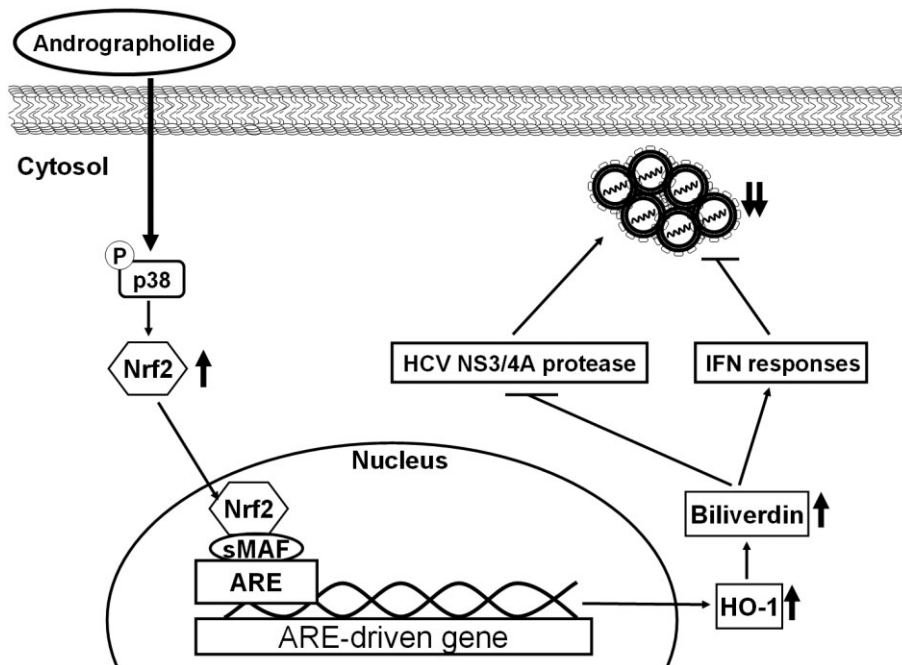 Andrographolide
Cytosol
P
p38
Nrf2
HCV NS3/4A protease
IFN responses
Nucleus
Nrf2
sMAF
ARE
ARE-driven gene
Biliverdin
HO-1